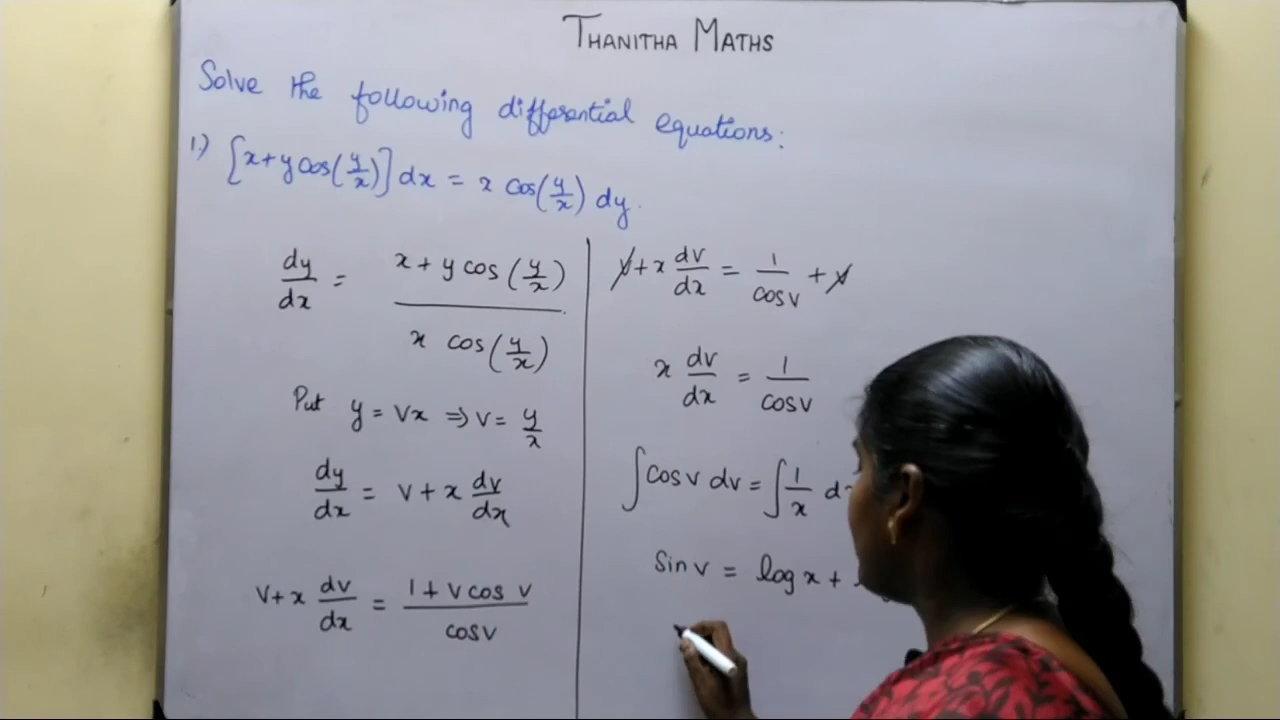 THANITHA MATHS
Solve the following differential equations:
1.) [x+y cos(y/x)] dx = x cos(y/x) dy.
dy/dx = x + y cos (y/x) / x cos (y/x)
Put y = vx ⇒ v = y/x
dy/dx = v + x dv/dx
v + x dv/dx = 1 + v cos v / cos v
v + x dv/dx = 1/cos v + v
x dv/dx = 1/cos v
∫ cos v dv = ∫ 1/x d
Sin v = log x +